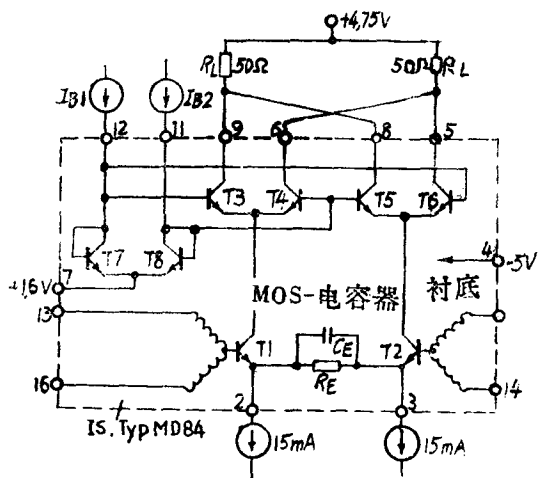 +4,75V
RL 50Ω
50Ω RL
IB1
IB2
12
11
9
6
8
5
T3
T4
T5
T6
T7
T8
7
+1,6V
4
-5V
MOS-电容器
衬底
13
16
T1
CE
RE
T2
14
2
3
IS.Typ MD84
15mA
15mA